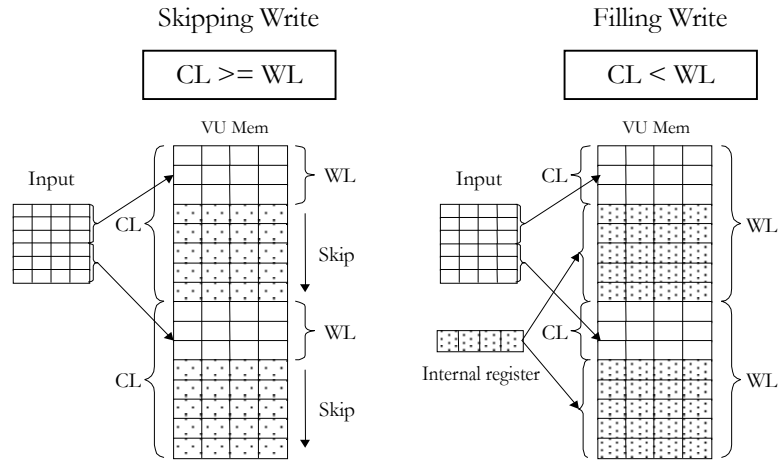 Skipping Write
CL >= WL
VU Mem
Input
CL
WL
Skip
CL
WL
Skip
Filling Write
CL < WL
VU Mem
Input
CL
WL
CL
Internal register
WL